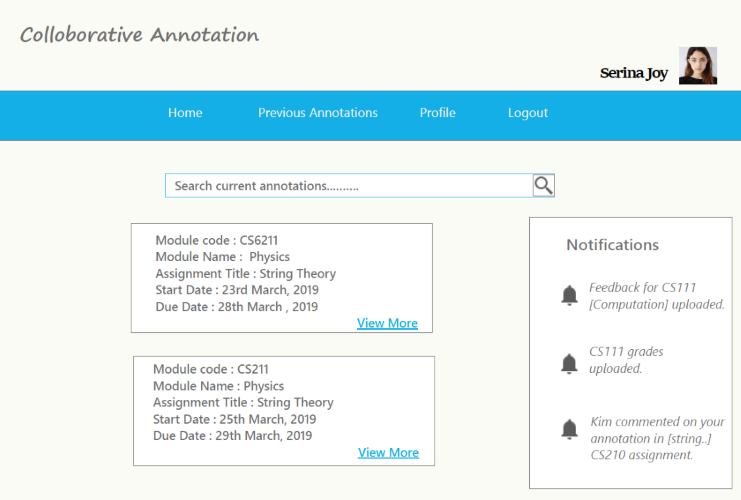 Colloborative Annotation
Serina Joy
Home Previous Annotations Profile Logout
Search current annotations..........
Module code : CS6211
Module Name :  Physics
Assignment Title : String Theory
Start Date : 23rd March, 2019
Due Date : 28th March , 2019
View More
Module code : CS211
Module Name : Physics
Assignment Title : String Theory
Start Date : 25th March, 2019
Due Date : 29th March, 2019
View More
Notifications
Feedback for CS111
[Computation] uploaded.
CS111 grades
uploaded.
Kim commented on your
annotation in [string..]
CS210 assignment.